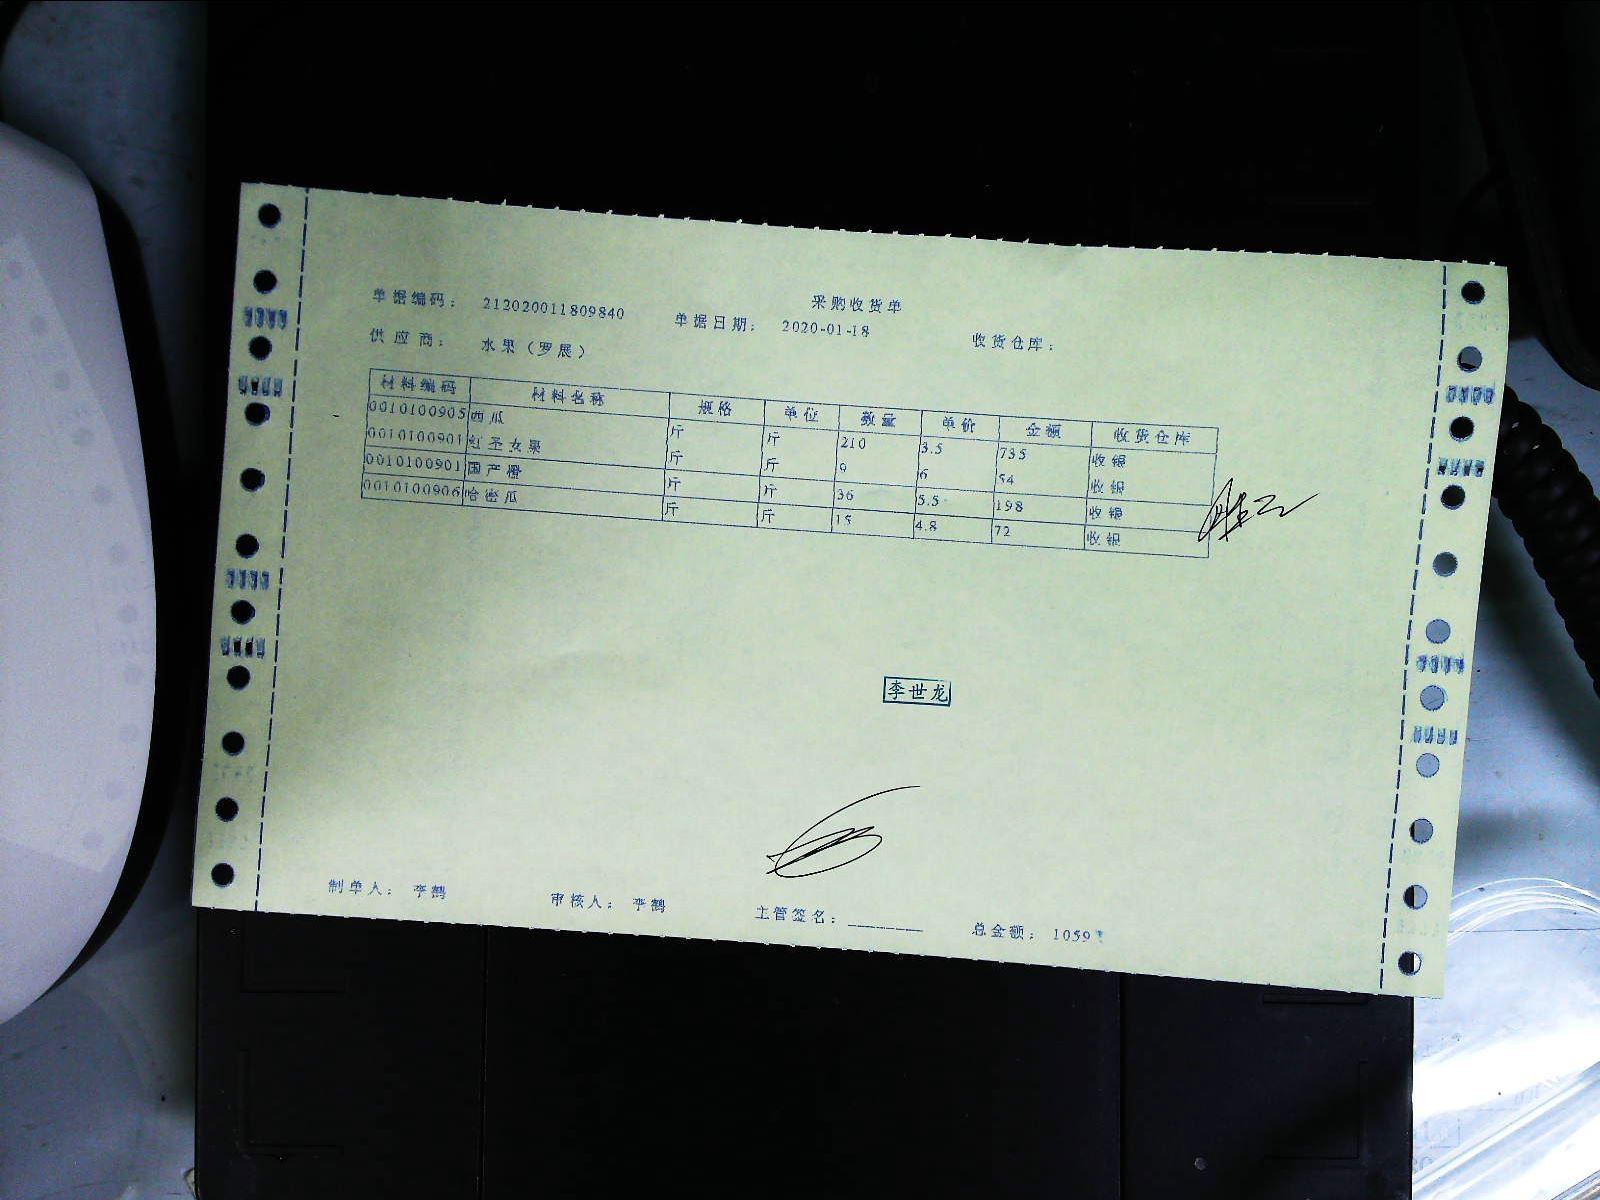 采购收货单
单据编码： 212020011809840 单据日期： 2020-01-18 收货仓库：
供应商： 水果（罗展）
材料编码 材料名称 规格 单位 数量 单价 金额 收货仓库
0010100905 西瓜 斤 斤 210 3.5 735 收银
0010100901 红圣女果 斤 斤 9 6 54 收银
0010100901 国产橙 斤 斤 36 5.5 198 收银
0010100906 哈密瓜 斤 斤 15 4.8 72 收银
李世龙
制单人： 李鹤 审核人： 李鹤 主管签名： 总金额： 1059